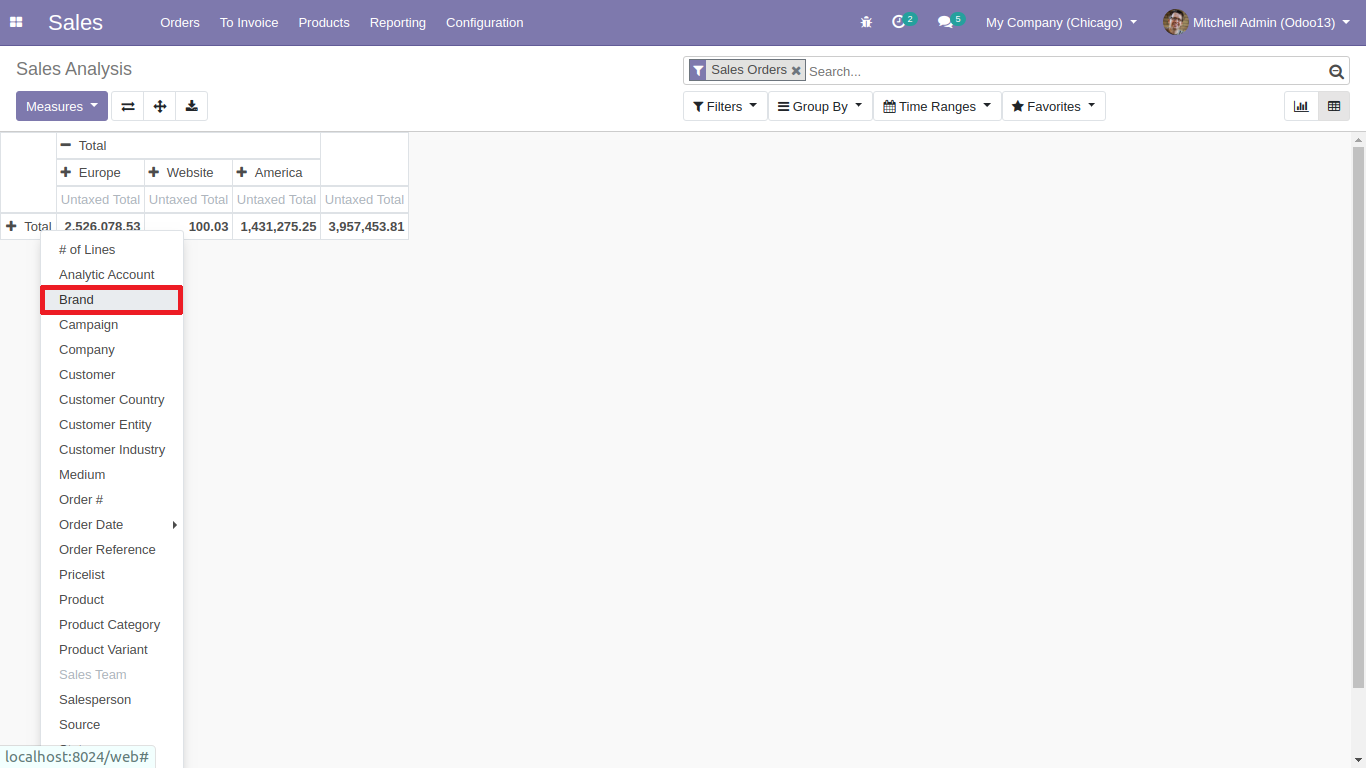 Sales Orders To Invoice Products Reporting Configuration 2 5 My Company (Chicago) Mitchell Admin (Odoo13)
Sales Analysis
Sales Orders Search...
Measures Filters Group By Time Ranges Favorites
Total
Europe Website America
Untaxed Total Untaxed Total Untaxed Total Untaxed Total
Total 2,526,078.53 100.03 1,431,275.25 3,957,453.81
# of Lines
Analytic Account
Brand
Campaign
Company
Customer
Customer Country
Customer Entity
Customer Industry
Medium
Order #
Order Date
Order Reference
Pricelist
Product
Product Category
Product Variant
Sales Team
Salesperson
Source
localhost:8024/web#